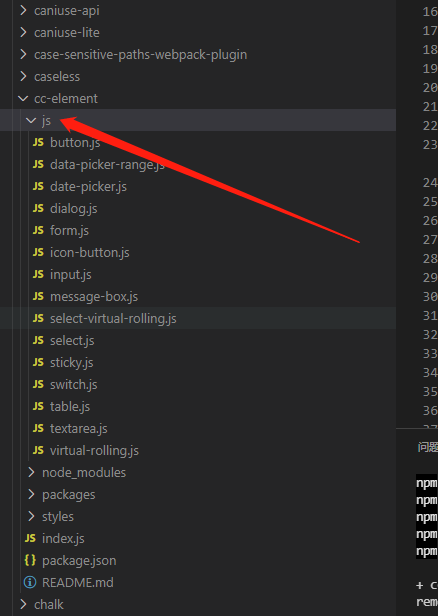 caniuse-api
caniuse-lite
case-sensitive-paths-webpack-plugin
caseless
cc-element
js
JS button.js
JS data-picker-range.js
JS date-picker.js
JS dialog.js
JS form.js
JS icon-button.js
JS input.js
JS message-box.js
JS select-virtual-rolling.js
JS select.js
JS sticky.js
JS switch.js
JS table.js
JS textarea.js
JS virtual-rolling.js
node_modules
packages
styles
JS index.js
{ } package.json
README.md
chalk
16
17
18
19
20
21
22
23
24
25
26
27
28
29
30
31
32
33
34
35
36
问题
npm
npm
npm
npm
npm
+ c
rem